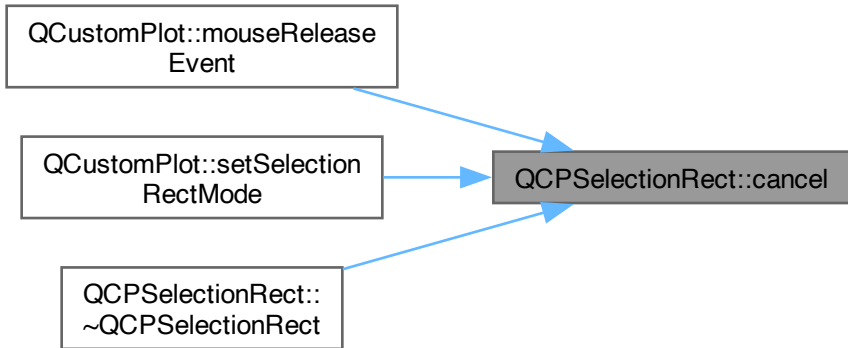 QCustomPlot::mouseRelease
Event
QCustomPlot::setSelection
RectMode
QCPSelectionRect::cancel
QCPSelectionRect::
~QCPSelectionRect